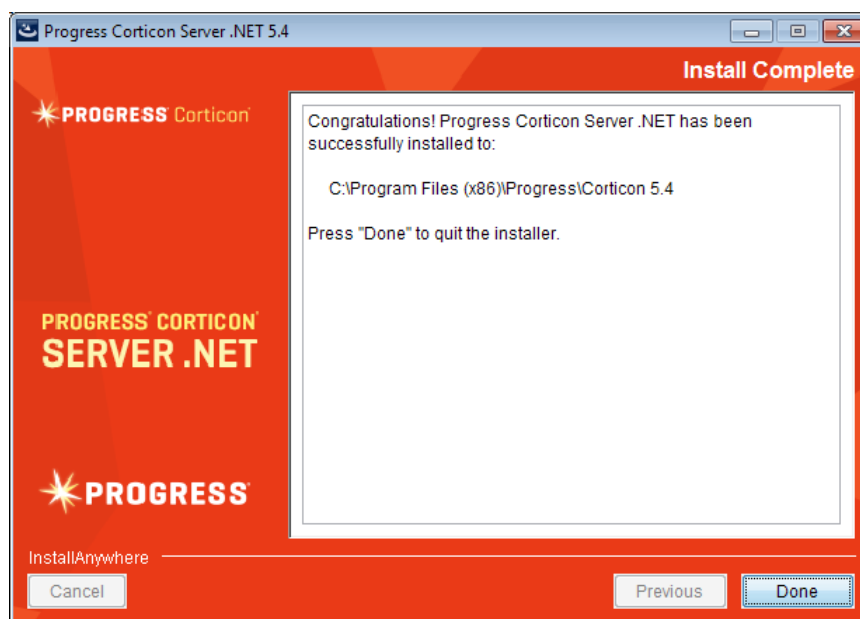 Progress Corticon Server .NET 5.4
Install Complete
PROGRESS Corticon
Congratulations! Progress Corticon Server .NET has been
successfully installed to:
C:\Program Files (x86)\Progress\Corticon 5.4
Press "Done" to quit the installer.
PROGRESS CORTICON
SERVER .NET
PROGRESS
InstallAnywhere
Cancel
Previous
Done